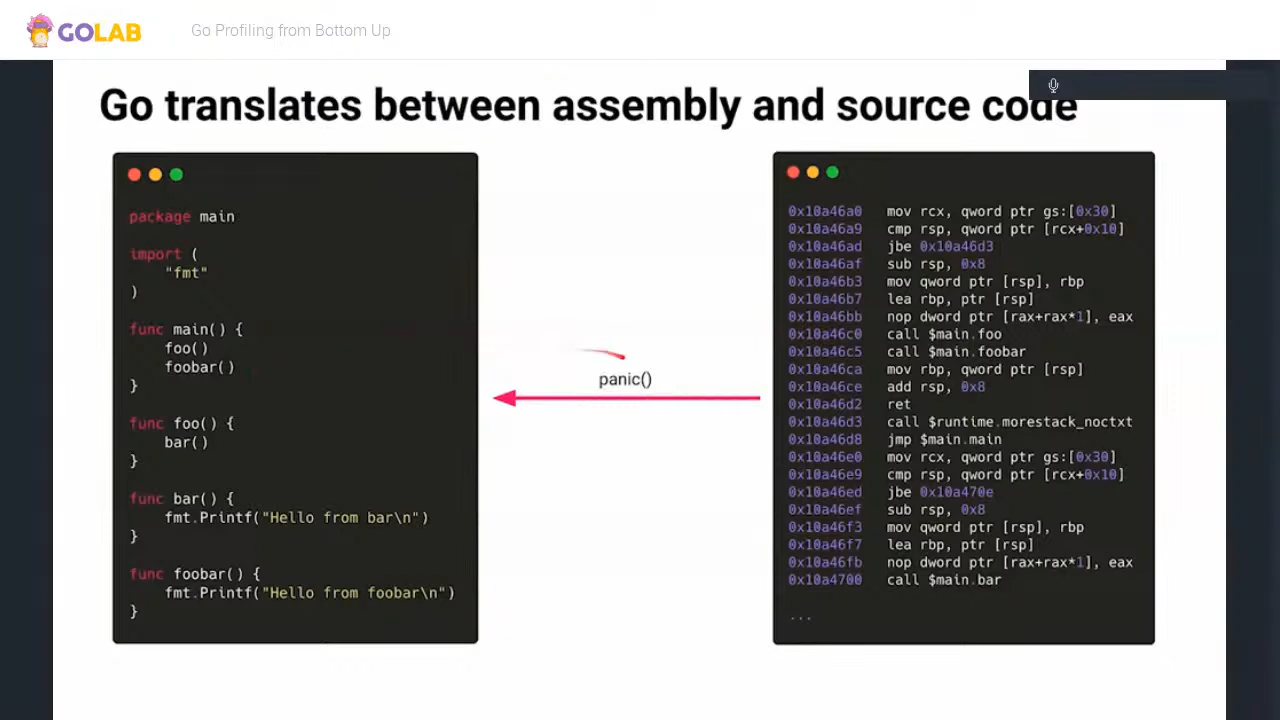 GOLAB
Go Profiling from Bottom Up
Go translates between assembly and source code
package main
import (
"fmt"
)
func main() {
foo()
foobar()
}
func foo() {
bar()
}
func bar() {
fmt.Printf("Hello from bar\n")
}
func foobar() {
fmt.Printf("Hello from foobar\n")
}
panic()
0x10a46a0 mov rcx, qword ptr gs:[0x30]
0x10a46a9 cmp rsp, qword ptr [rcx+0x10]
0x10a46ad jbe 0x10a46d3
0x10a46af sub rsp, 0x8
0x10a46b3 mov qword ptr [rsp], rbp
0x10a46b7 lea rbp, ptr [rsp]
0x10a46bb nop dword ptr [rax+rax*1], eax
0x10a46c0 call $main.foo
0x10a46c5 call $main.foobar
0x10a46ca mov rbp, qword ptr [rsp]
0x10a46ce add rsp, 0x8
0x10a46d2 ret
0x10a46d3 call $runtime.morestack_noctxt
0x10a46d8 jmp $main.main
0x10a46e0 mov rcx, qword ptr gs:[0x30]
0x10a46e9 cmp rsp, qword ptr [rcx+0x10]
0x10a46ed jbe 0x10a470e
0x10a46ef sub rsp, 0x8
0x10a46f3 mov qword ptr [rsp], rbp
0x10a46f7 lea rbp, ptr [rsp]
0x10a46fb nop dword ptr [rax+rax*1], eax
0x10a4700 call $main.bar
...